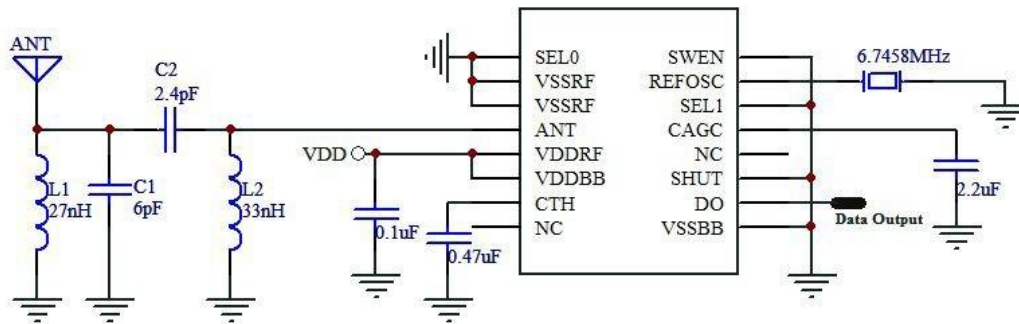 ANT
C2
2.4pF
L1
27nH
C1
6pF
L2
33nH
VDD
0.1uF
0.47uF
SEL0
VSSRF
VSSRF
ANT
VDDRF
VDDBB
CTH
NC
SWEN
REFOSC
SEL1
CAGC
NC
SHUT
DO
VSSBB
6.7458MHz
2.2uF
Data Output